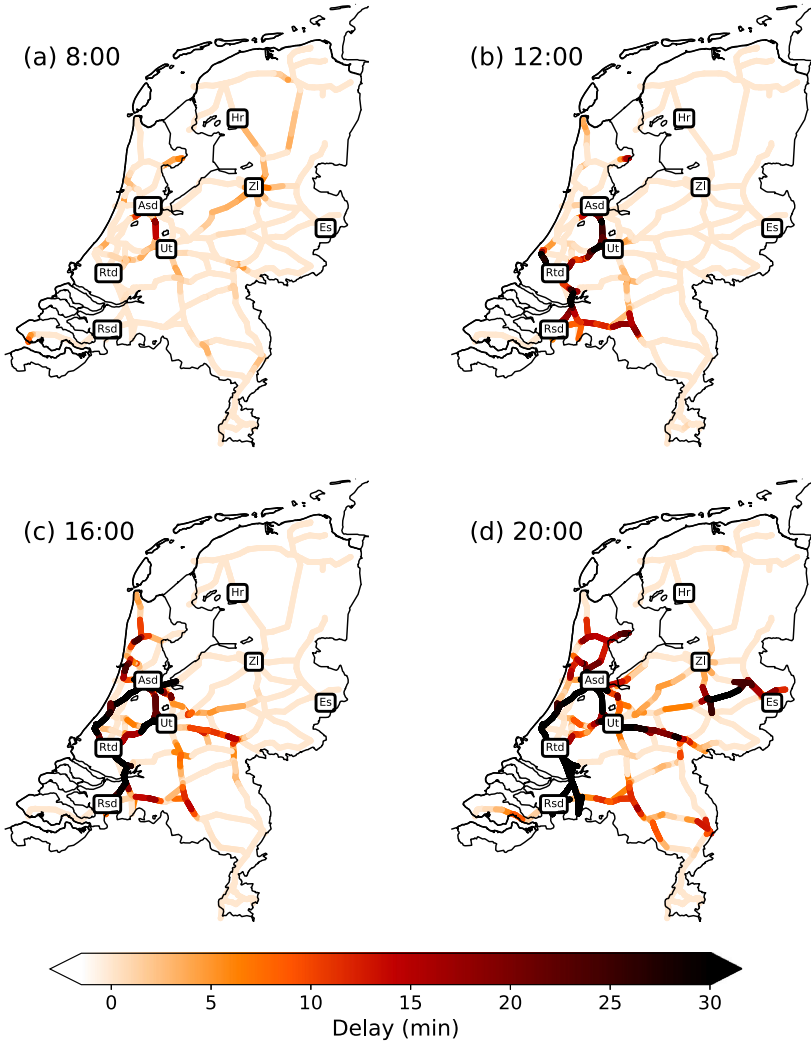 (a) 8:00
Hr
Zl
Asd
Es
Ut
Rtd
Rsd
(b) 12:00
Hr
Zl
Asd
Es
Ut
Rtd
Rsd
(c) 16:00
Hr
Zl
Asd
Es
Ut
Rtd
Rsd
(d) 20:00
Hr
Zl
Asd
Es
Ut
Rtd
Rsd
0 5 10 15 20 25 30
Delay (min)